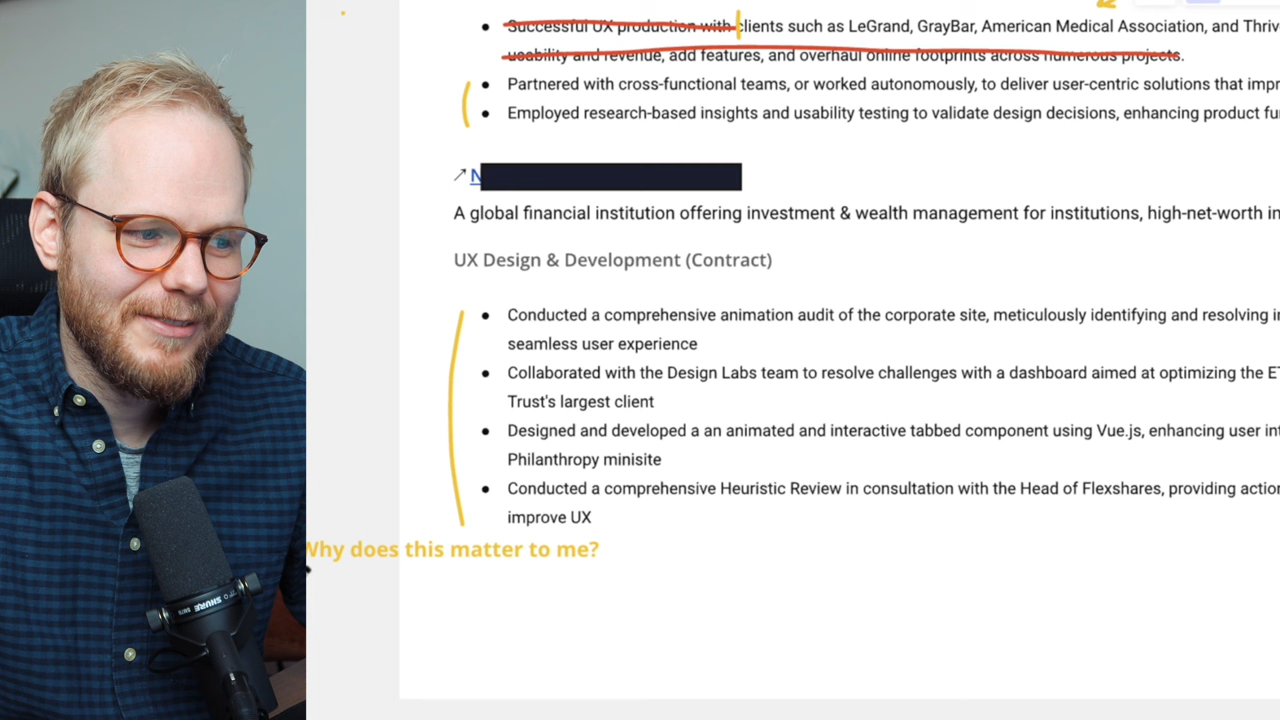 Successful UX production with clients such as LeGrand, GrayBar, American Medical Association, and
usability and revenue, add features, and overhaul online footprints across numerous projects.
Partnered with cross-functional teams, or worked autonomously, to deliver user-centric solutions that
Employed research-based insights and usability testing to validate design decisions, enhancing product
↗ N
A global financial institution offering investment & wealth management for institutions, high-net-worth
UX Design & Development (Contract)
Conducted a comprehensive animation audit of the corporate site, meticulously identifying and resolving
seamless user experience
Collaborated with the Design Labs team to resolve challenges with a dashboard aimed at optimizing the
Trust's largest client
Designed and developed a an animated and interactive tabbed component using Vue.js, enhancing user
Philanthropy minisite
Conducted a comprehensive Heuristic Review in consultation with the Head of Flexshares, providing
improve UX
Why does this matter to me?
SHURE SM7B